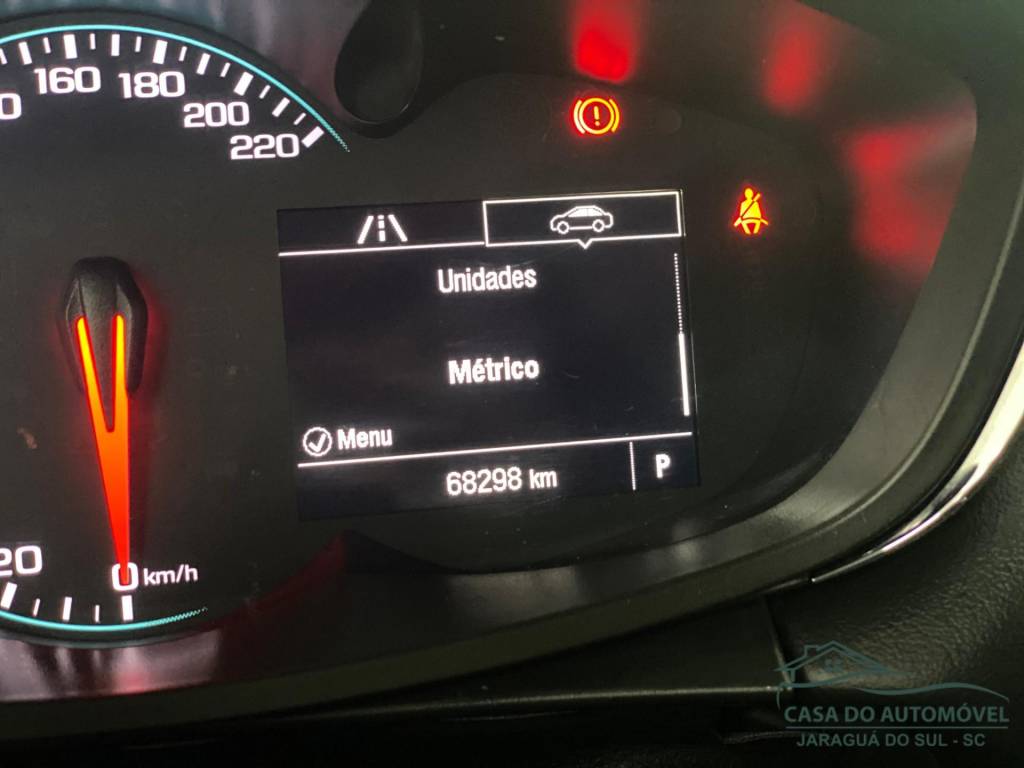 160
180
200
220
Unidades
Métrico
Menu
68298 km
P
20
0 km/h
CASA DO AUTOMÓVEL
JARAGUÁ DO SUL - SC